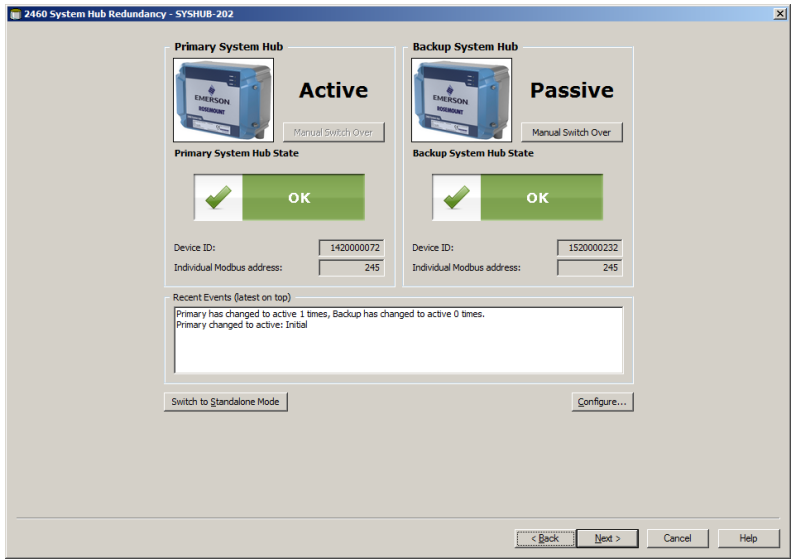 2460 System Hub Redundancy - SYSHUB-202
Primary System Hub
EMERSON
ROSEMOUNT
Active
Manual Switch Over
Primary System Hub State
OK
Device ID: 1420000072
Individual Modbus address: 245
Backup System Hub
EMERSON
ROSEMOUNT
Passive
Manual Switch Over
Backup System Hub State
OK
Device ID: 1520000232
Individual Modbus address: 245
Recent Events (latest on top)
Primary has changed to active 1 times, Backup has changed to active 0 times.
Primary changed to active: Initial
Switch to Standalone Mode
Configure...
< Back
Next >
Cancel
Help